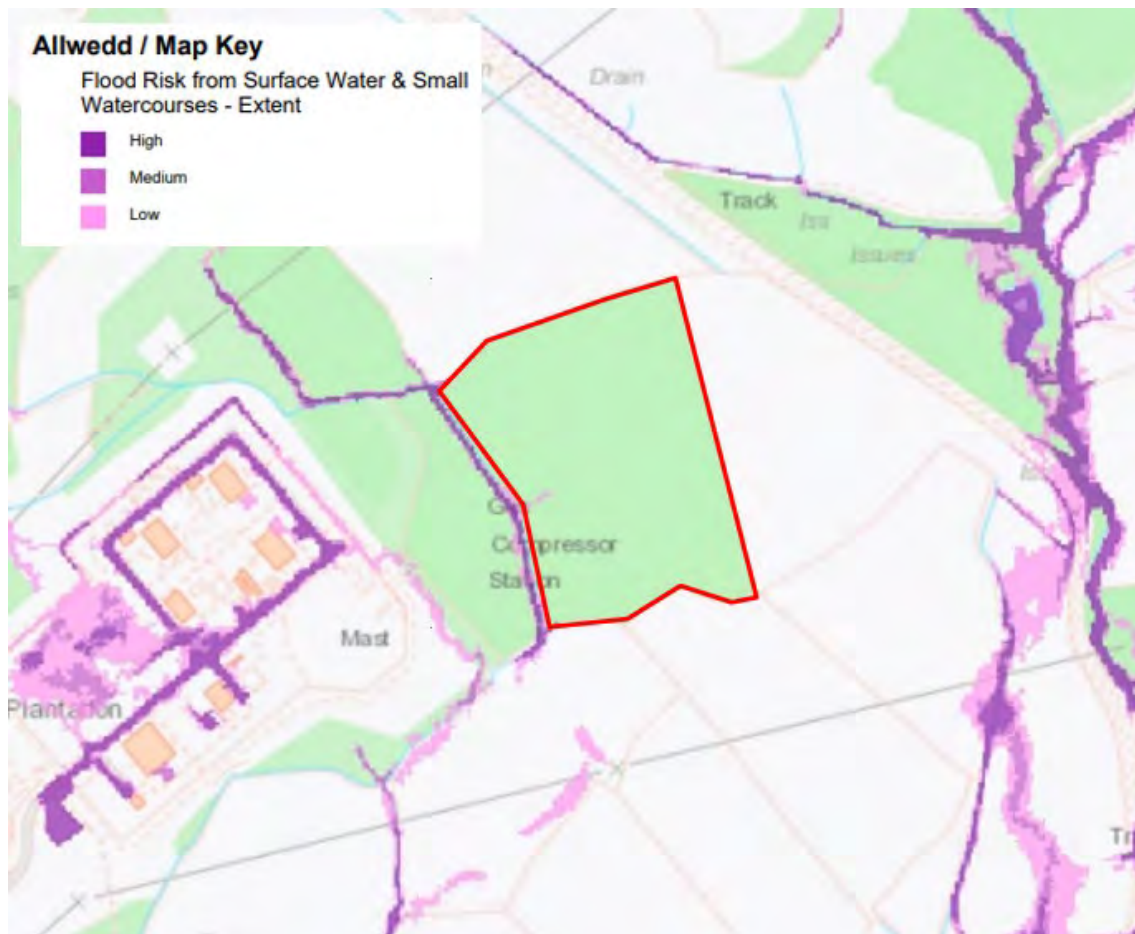 Allwedd / Map Key
Flood Risk from Surface Water & Small
Watercourses - Extent
High
Medium
Low
Drain
Track
Iss
Issues
Compressor
Station
Mast
Plantation